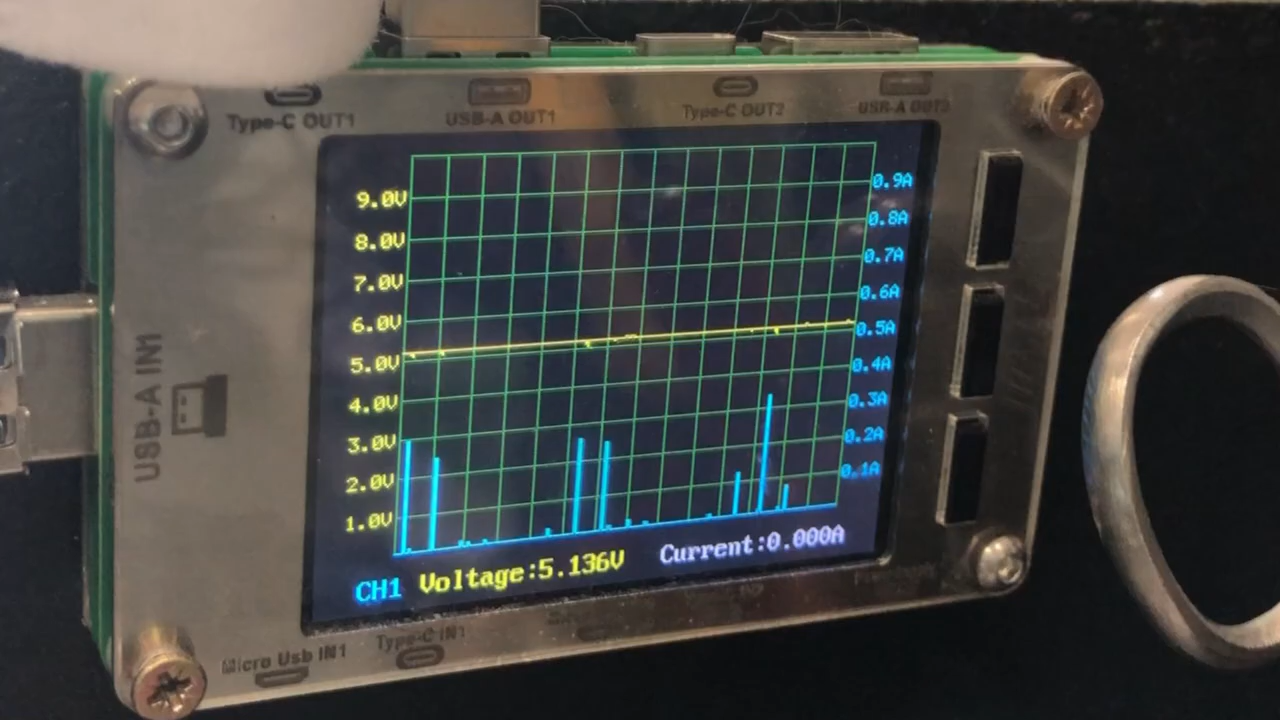 Type-C OUT1 USB-A OUT1 Type-C OUT2
9.0V 0.9A
8.0V 0.8A
7.0V 0.7A
6.0V 0.6A
5.0V 0.5A
4.0V 0.4A
3.0V 0.3A
2.0V 0.2A
1.0V 0.1A
CH1 Voltage:5.136V Current:0.000A
USB-A IN1
Micro Usb IN1 Type-C IN1